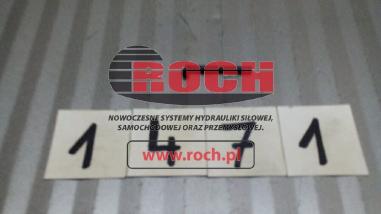 ROCH
NOWOCZESNE SYSTEMY HYDRAULIKI SIŁOWEJ,
SAMOCHODOWEJ ORAZ PRZEMYSŁOWEJ.
1 4 7 1
www.roch.pl